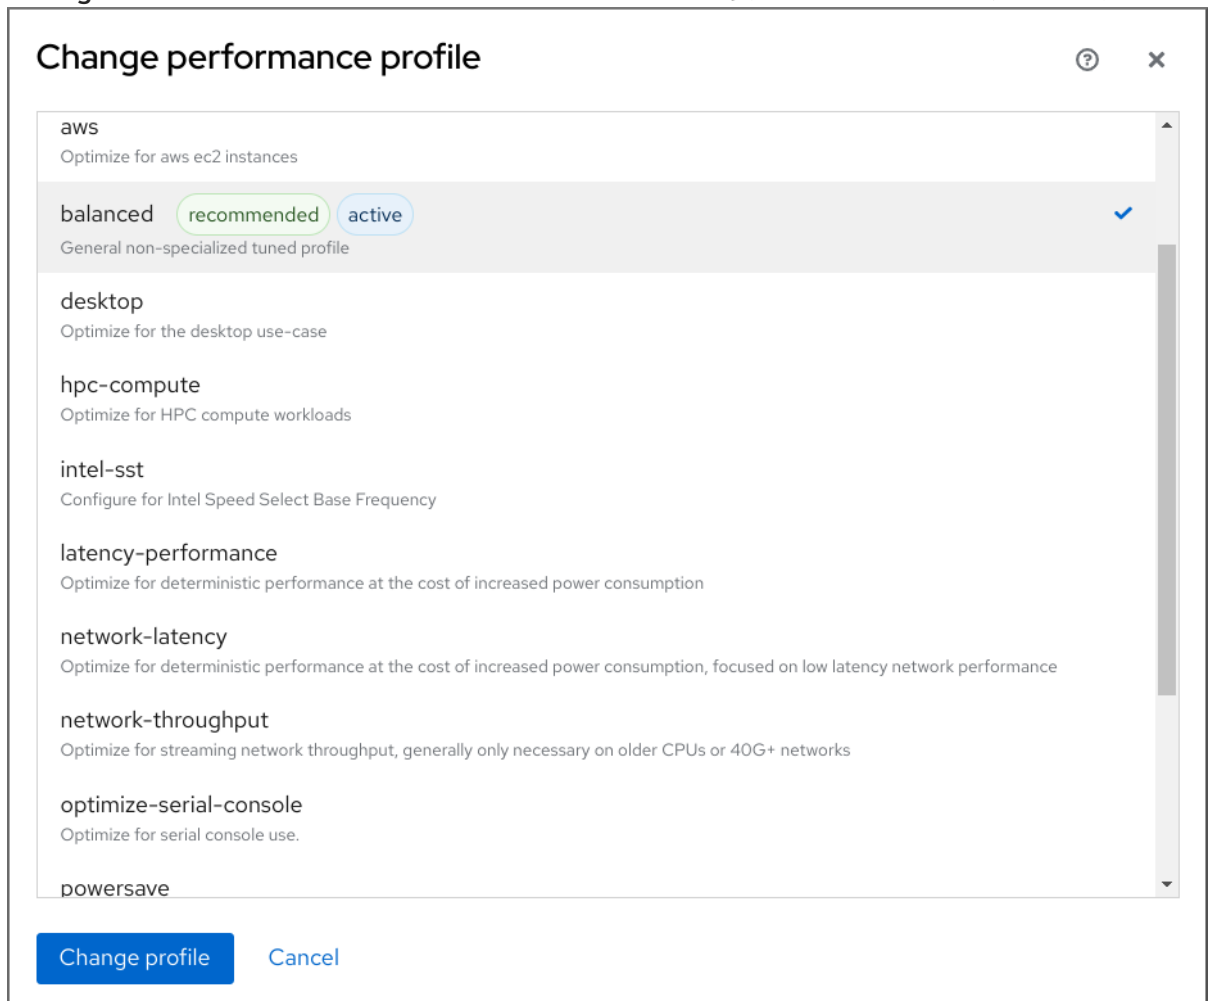 Change performance profile
aws
Optimize for aws ec2 instances
balanced recommended active
General non-specialized tuned profile
desktop
Optimize for the desktop use-case
hpc-compute
Optimize for HPC compute workloads
intel-sst
Configure for Intel Speed Select Base Frequency
latency-performance
Optimize for deterministic performance at the cost of increased power consumption
network-latency
Optimize for deterministic performance at the cost of increased power consumption, focused on low latency network performance
network-throughput
Optimize for streaming network throughput, generally only necessary on older CPUs or 40G+ networks
optimize-serial-console
Optimize for serial console use.
powersave
Change profile Cancel